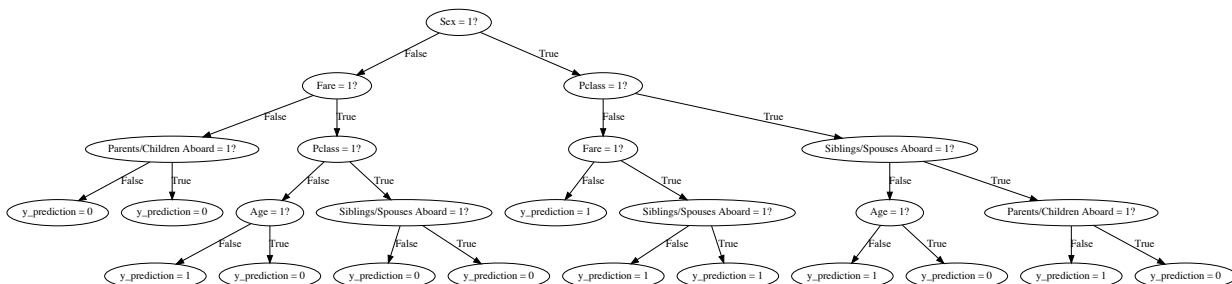 Sex = 1?
False
True
Fare = 1?
Pclass = 1?
False
True
False
True
Parents/Children Aboard = 1?
Pclass = 1?
Fare = 1?
Siblings/Spouses Aboard = 1?
False
True
False
True
False
True
False
True
y_prediction = 0
y_prediction = 0
Age = 1?
Siblings/Spouses Aboard = 1?
y_prediction = 1
Siblings/Spouses Aboard = 1?
Age = 1?
Parents/Children Aboard = 1?
False
True
False
True
False
True
False
True
False
True
y_prediction = 1
y_prediction = 0
y_prediction = 0
y_prediction = 0
y_prediction = 1
y_prediction = 1
y_prediction = 1
y_prediction = 0
y_prediction = 1
y_prediction = 0